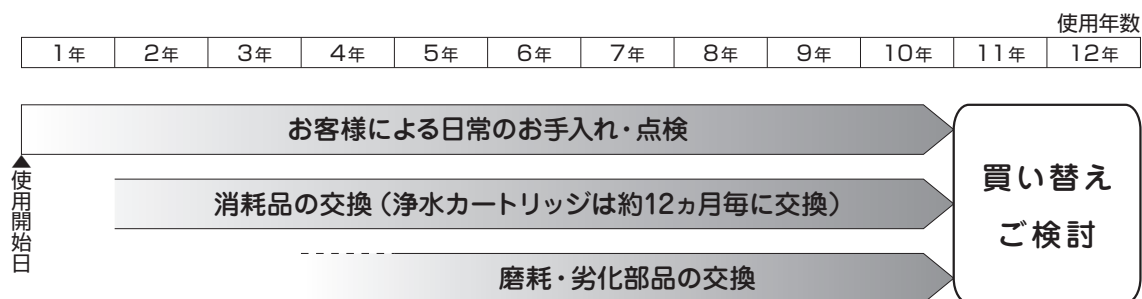 使用年数
1年 2年 3年 4年 5年 6年 7年 8年 9年 10年 11年 12年
お客様による日常のお手入れ・点検
使用開始日
消耗品の交換（浄水カートリッジは約12ヵ月毎に交換）
磨耗・劣化部品の交換
買い替え
ご検討